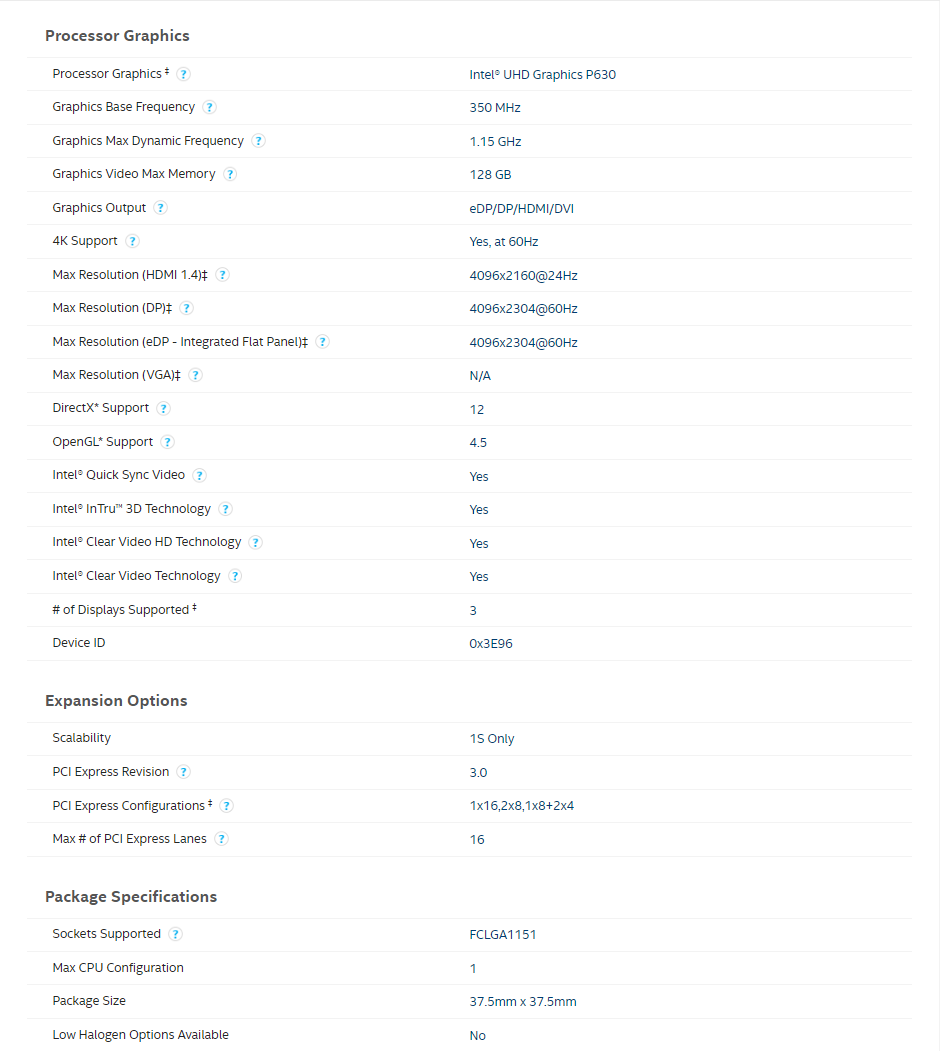 Processor Graphics
Processor Graphics ‡ ? Intel® UHD Graphics P630
Graphics Base Frequency ? 350 MHz
Graphics Max Dynamic Frequency ? 1.15 GHz
Graphics Video Max Memory ? 128 GB
Graphics Output ? eDP/DP/HDMI/DVI
4K Support ? Yes, at 60Hz
Max Resolution (HDMI 1.4)‡ ? 4096x2160@24Hz
Max Resolution (DP)‡ ? 4096x2304@60Hz
Max Resolution (eDP - Integrated Flat Panel)‡ ? 4096x2304@60Hz
Max Resolution (VGA)‡ ? N/A
DirectX* Support ? 12
OpenGL* Support ? 4.5
Intel® Quick Sync Video ? Yes
Intel® InTru™ 3D Technology ? Yes
Intel® Clear Video HD Technology ? Yes
Intel® Clear Video Technology ? Yes
# of Displays Supported ‡ 3
Device ID 0x3E96
Expansion Options
Scalability 1S Only
PCI Express Revision ? 3.0
PCI Express Configurations ‡ ? 1x16,2x8,1x8+2x4
Max # of PCI Express Lanes ? 16
Package Specifications
Sockets Supported ? FCLGA1151
Max CPU Configuration 1
Package Size 37.5mm x 37.5mm
Low Halogen Options Available No